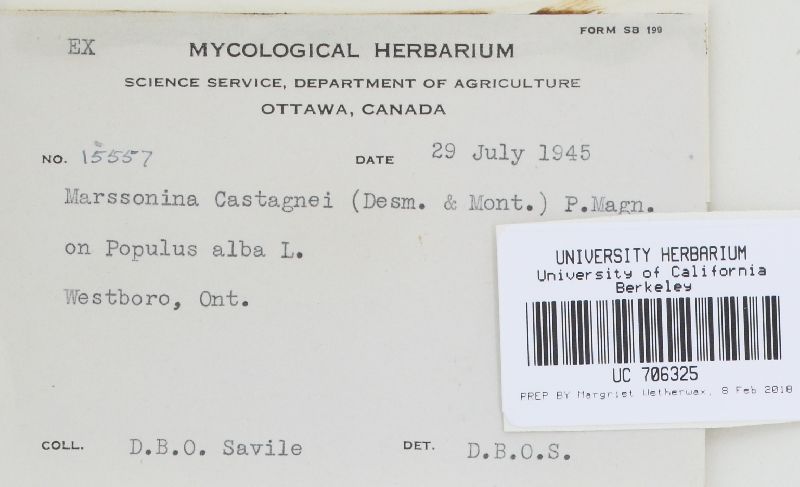 FORM SB 199
EX MYCOLOGICAL HERBARIUM
SCIENCE SERVICE, DEPARTMENT OF AGRICULTURE
OTTAWA, CANADA
NO. 15557 DATE 29 July 1945
Marssonina Castagnei (Desm. & Mont.) P.Magn.
on Populus alba L.
Westboro, Ont.
COLL. D.B.O. Savile DET. D.B.O.S.
UNIVERSITY HERBARIUM
University of California
Berkeley
UC 706325
PREP BY Margriet Wetherwax, 8 Feb 2018